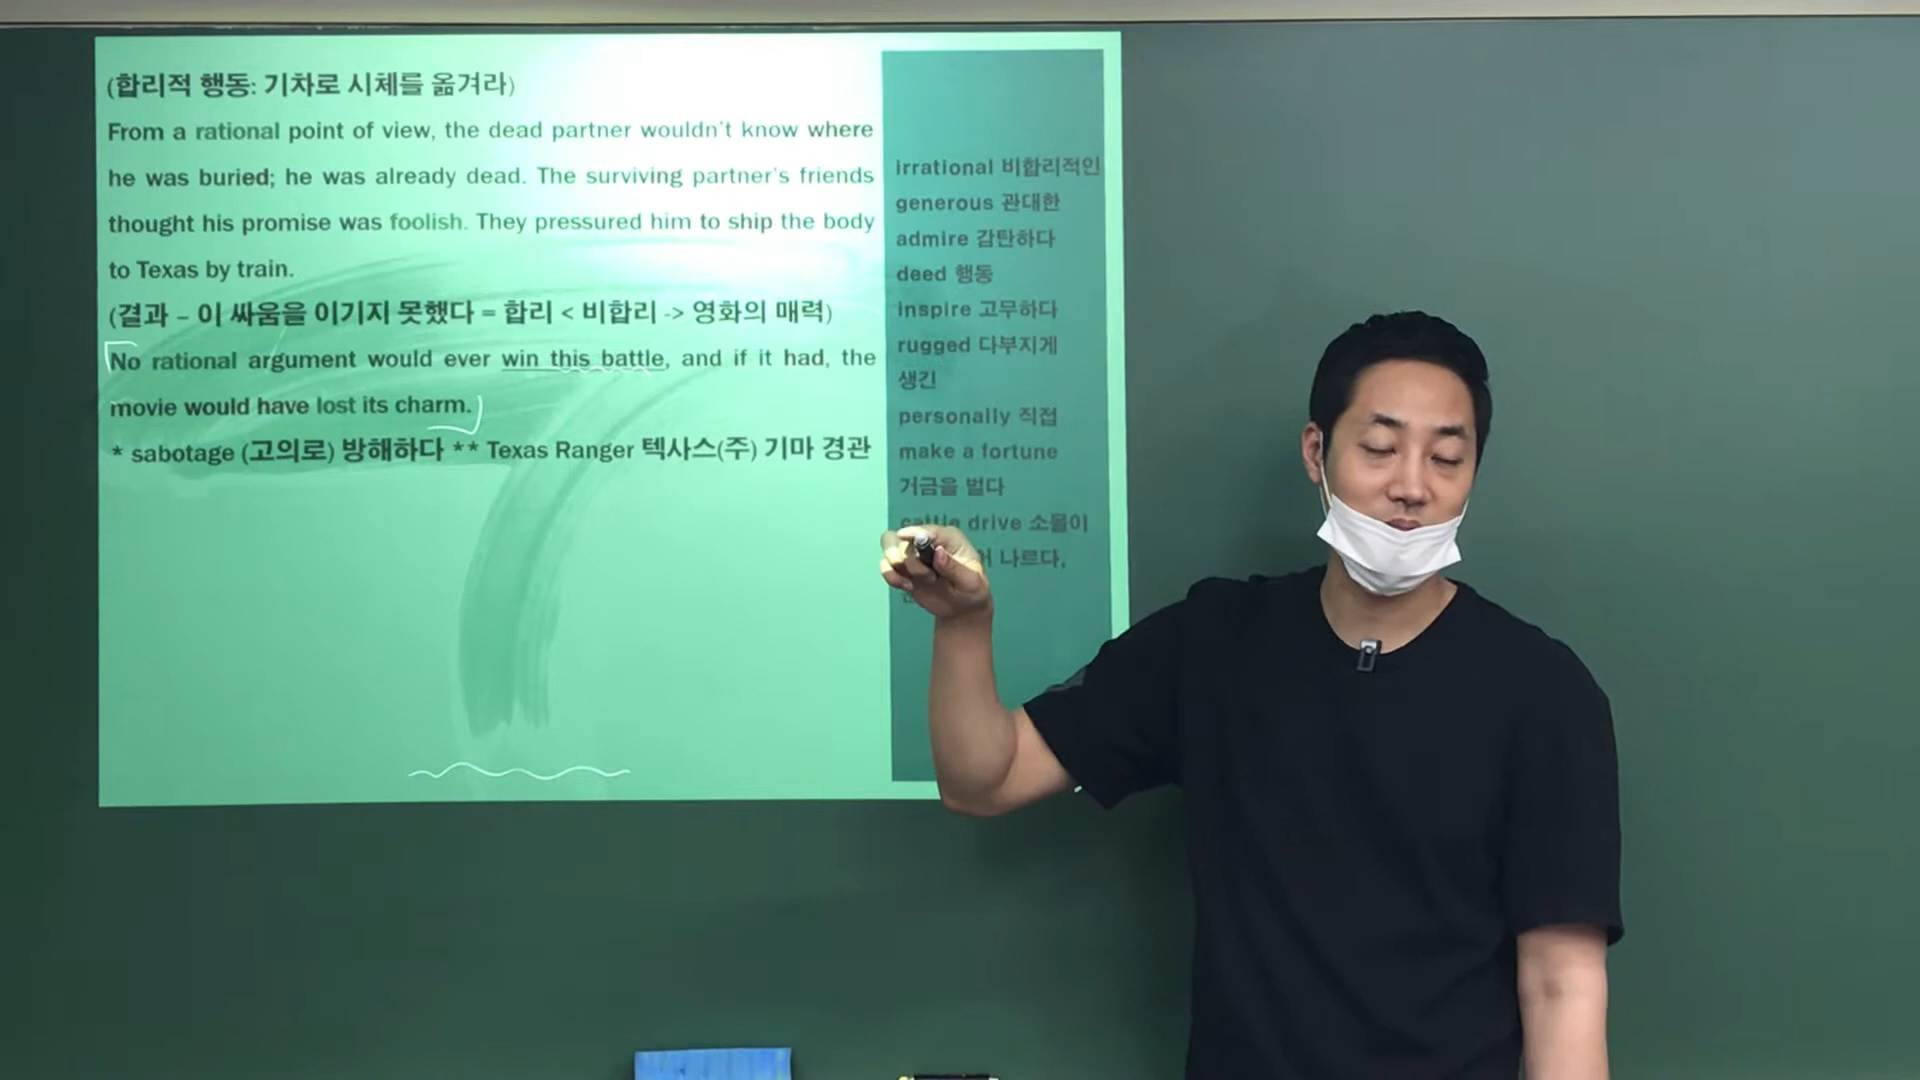 (합리적 행동: 기차로 시체를 옮겨라)
From a rational point of view, the dead partner wouldn't know where
he was buried; he was already dead. The surviving partner's friends
thought his promise was foolish. They pressured him to ship the body
to Texas by train.
(결과 – 이 싸움을 이기지 못했다 = 합리 < 비합리 -> 영화의 매력)
No rational argument would ever win this battle, and if it had, the
movie would have lost its charm.
* sabotage (고의로) 방해하다 ** Texas Ranger 텍사스(주) 기마 경관
irrational 비합리적인
generous 관대한
admire 감탄하다
deed 행동
inspire 고무하다
rugged 다부지게
생긴
personally 직접
make a fortune
거금을 벌다
cattle drive 소몰이
나르다,